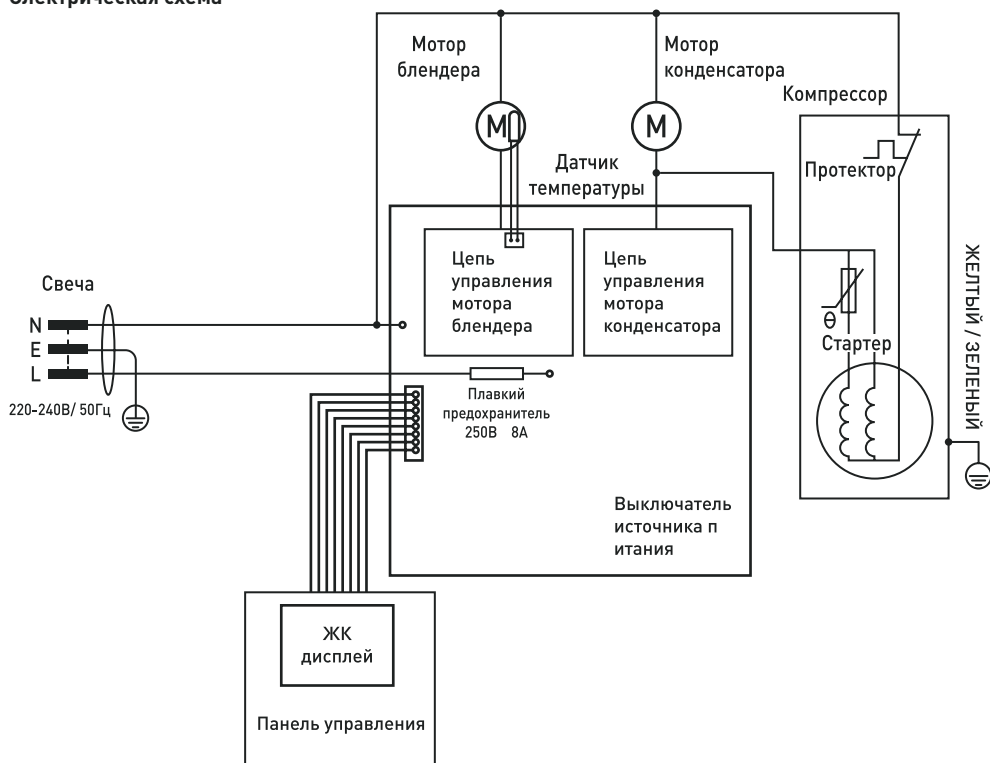 Электрическая схема
Мотор
блендера
Мотор
конденсатора
Компрессор
M
M
Датчик
температуры
Протектор
Цепь
управления
мотора
блендера
Цепь
управления
мотора
конденсатора
ЖЕЛТЫЙ / ЗЕЛЕНЫЙ
Свеча
N
E
L
220-240В/ 50Гц
θ
Стартер
Плавкий
предохранитель
250В 8А
Выключатель
источника п
итания
ЖК
дисплей
Панель управления